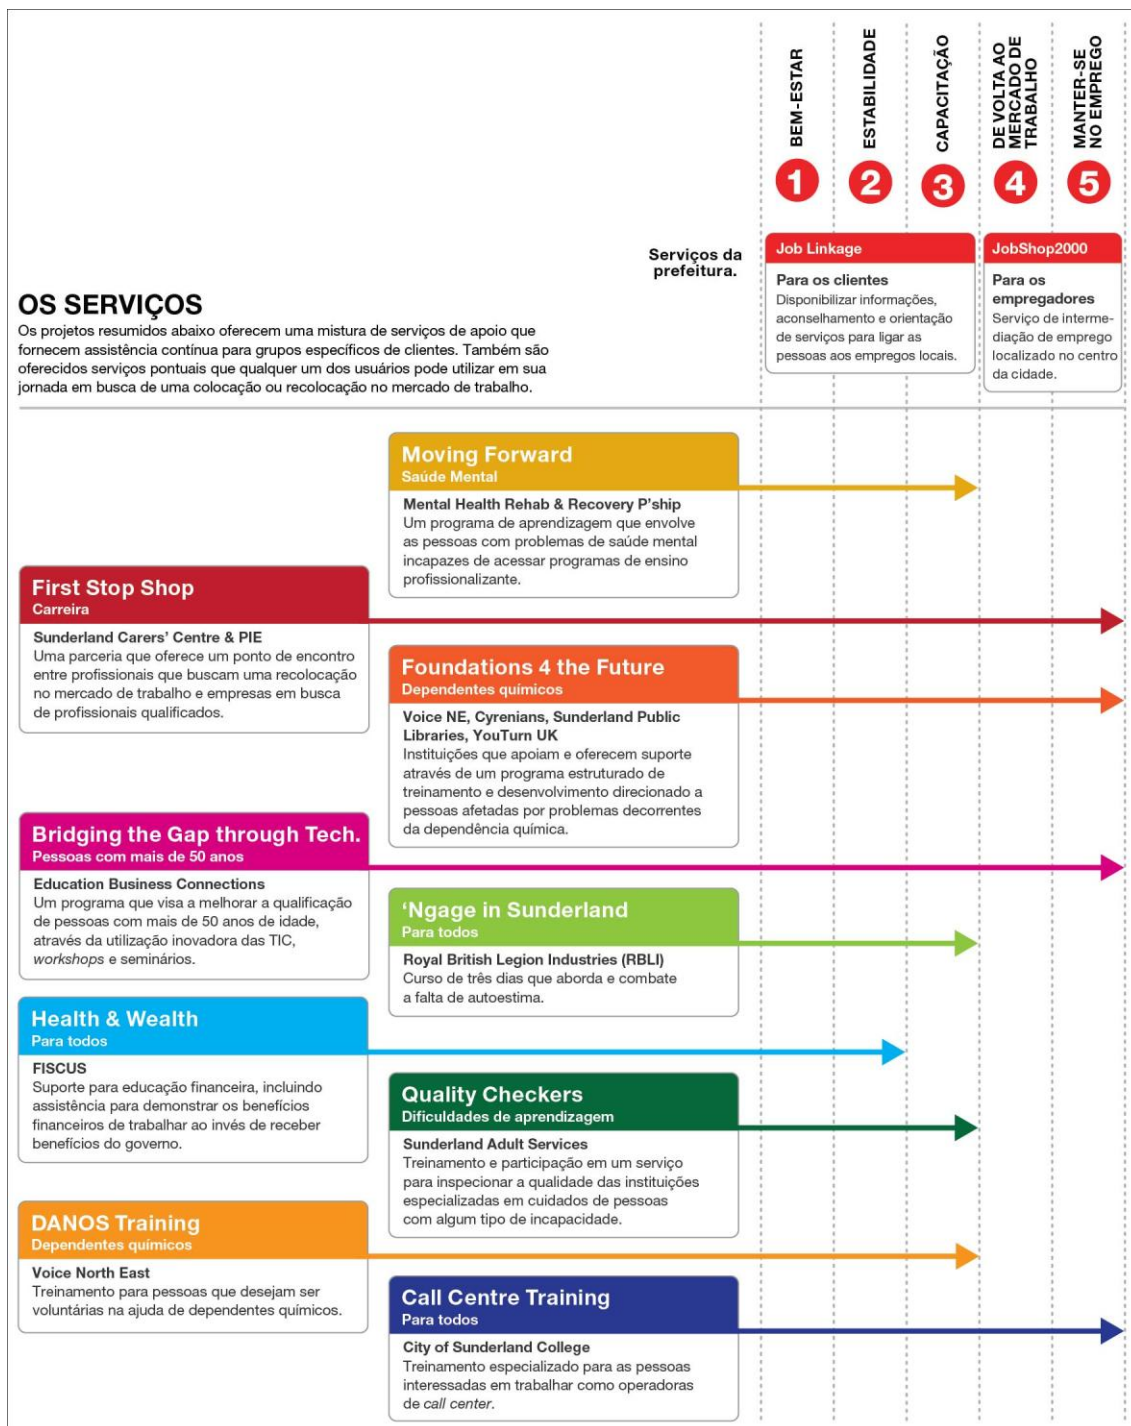 BEM-ESTAR
ESTABILIDADE
CAPACITAÇÃO
DE VOLTA AO
MERCADO DE
TRABALHO
MANTER-SE
NO EMPREGO
1
2
3
4
5
Serviços da
prefeitura.
Job Linkage
Para os clientes
Disponibilizar informações,
aconselhamento e orientação
de serviços para ligar as
pessoas aos empregos locais.
JobShop2000
Para os
empregadores
Serviço de interme-
diação de emprego
localizado no centro
da cidade.
OS SERVIÇOS
Os projetos resumidos abaixo oferecem uma mistura de serviços de apoio que
fornecem assistência contínua para grupos específicos de clientes. Também são
oferecidos serviços pontuais que qualquer um dos usuários pode utilizar em sua
jornada em busca de uma colocação ou recolocação no mercado de trabalho.
Moving Forward
Saúde Mental
Mental Health Rehab & Recovery P'ship
Um programa de aprendizagem que envolve
as pessoas com problemas de saúde mental
incapazes de acessar programas de ensino
profissionalizante.
First Stop Shop
Carreira
Sunderland Carers' Centre & PIE
Uma parceria que oferece um ponto de encontro
entre profissionais que buscam uma recolocação
no mercado de trabalho e empresas em busca
de profissionais qualificados.
Foundations 4 the Future
Dependentes químicos
Voice NE, Cyrenians, Sunderland Public
Libraries, YouTurn UK
Instituições que apoiam e oferecem suporte
através de um programa estruturado de
treinamento e desenvolvimento direcionado a
pessoas afetadas por problemas decorrentes
da dependência química.
Bridging the Gap through Tech.
Pessoas com mais de 50 anos
Education Business Connections
Um programa que visa a melhorar a qualificação
de pessoas com mais de 50 anos de idade,
através da utilização inovadora das TIC,
workshops e seminários.
'Ngage in Sunderland
Para todos
Royal British Legion Industries (RBLI)
Curso de três dias que aborda e combate
a falta de autoestima.
Health & Wealth
Para todos
FISCUS
Suporte para educação financeira, incluindo
assistência para demonstrar os benefícios
financeiros de trabalhar ao invés de receber
benefícios do governo.
Quality Checkers
Dificuldades de aprendizagem
Sunderland Adult Services
Treinamento e participação em um serviço
para inspecionar a qualidade das instituições
especializadas em cuidados de pessoas
com algum tipo de incapacidade.
DANOS Training
Dependentes químicos
Voice North East
Treinamento para pessoas que desejam ser
voluntárias na ajuda de dependentes químicos.
Call Centre Training
Para todos
City of Sunderland College
Treinamento especializado para as pessoas
interessadas em trabalhar como operadoras
de call center.